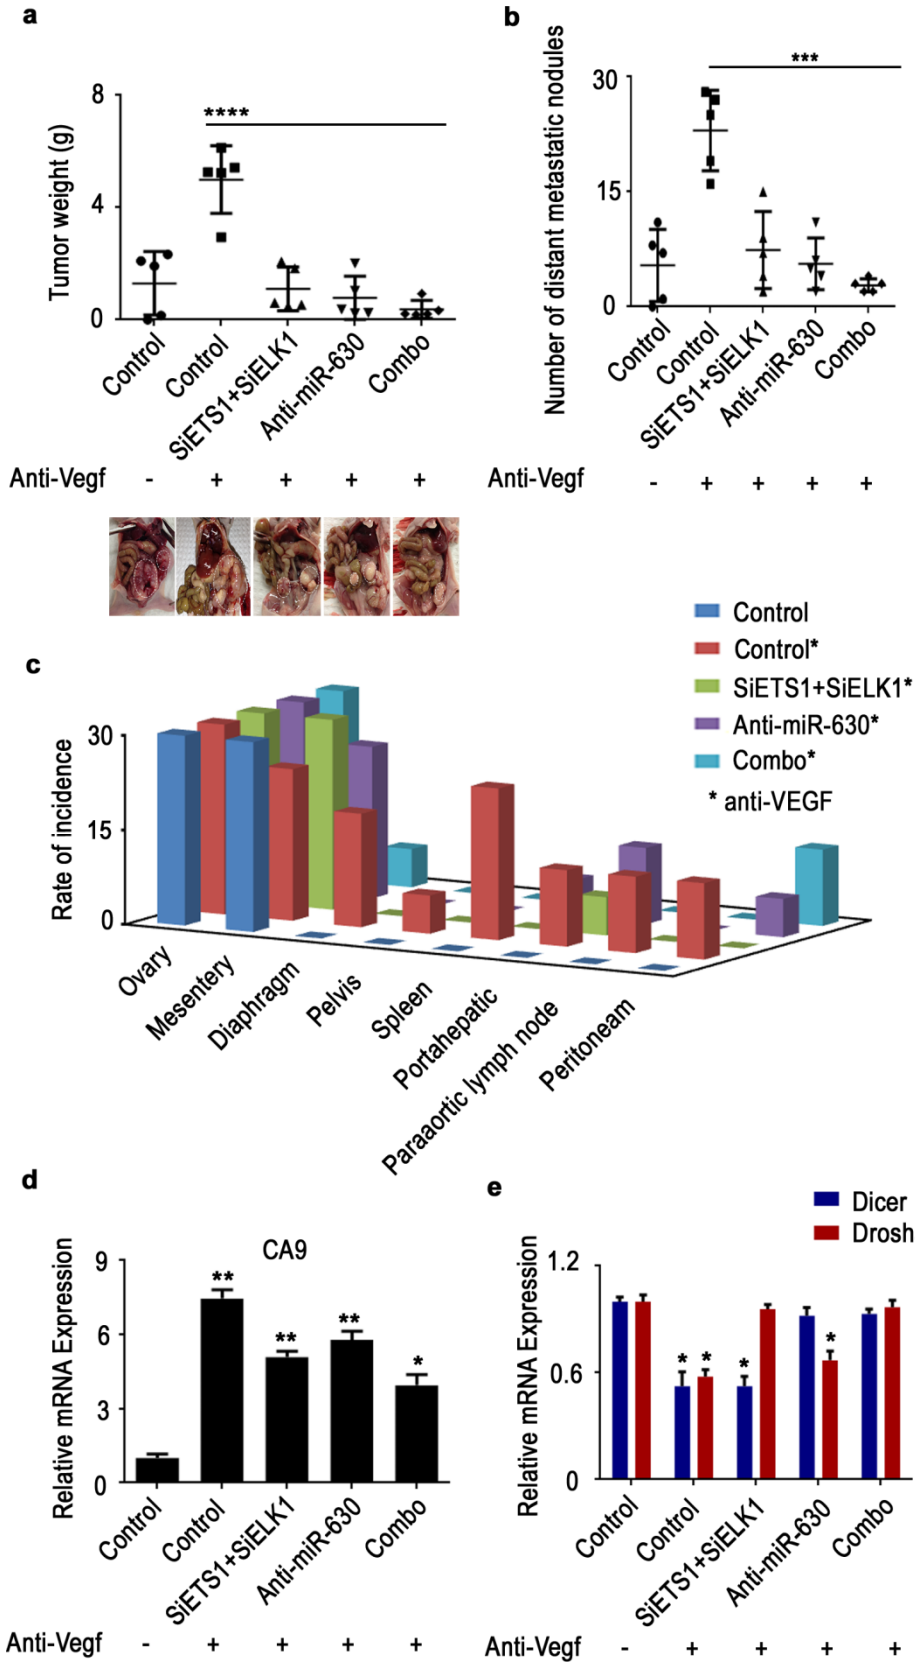 a
Tumor weight (g)
8
4
0
****
Control
Control
SiETS1+SiELK1
Anti-miR-630
Combo
Anti-Vegf - + + + +
b
Number of distant metastatic nodules
30
15
0
***
Control
Control
SiETS1+SiELK1
Anti-miR-630
Combo
Anti-Vegf - + + + +
c
Control
Control*
SiETS1+SiELK1*
Anti-miR-630*
Combo*
* anti-VEGF
Rate of incidence
30
15
0
Ovary
Mesentery
Diaphragm
Pelvis
Spleen
Portahepatic
Paraaortic lymph node
Peritoneam
d
CA9
Relative mRNA Expression
9
6
3
0
**
**
**
*
Control
Control
SiETS1+SiELK1
Anti-miR-630
Combo
Anti-Vegf - + + + +
e
Dicer
Drosh
Relative mRNA Expression
1.2
0.6
0
* * * *
Control
Control
SiETS1+SiELK1
Anti-miR-630
Combo
Anti-Vegf - + + + +